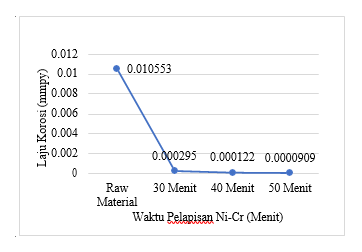 0.012
0.01
0.008
0.006
0.004
0.002
0
Laju Korosi (mmpy)
0.010553
0.000295
0.000122
0.0000909
Raw Material
30 Menit
40 Menit
50 Menit
Waktu Pelapisan Ni-Cr (Menit)